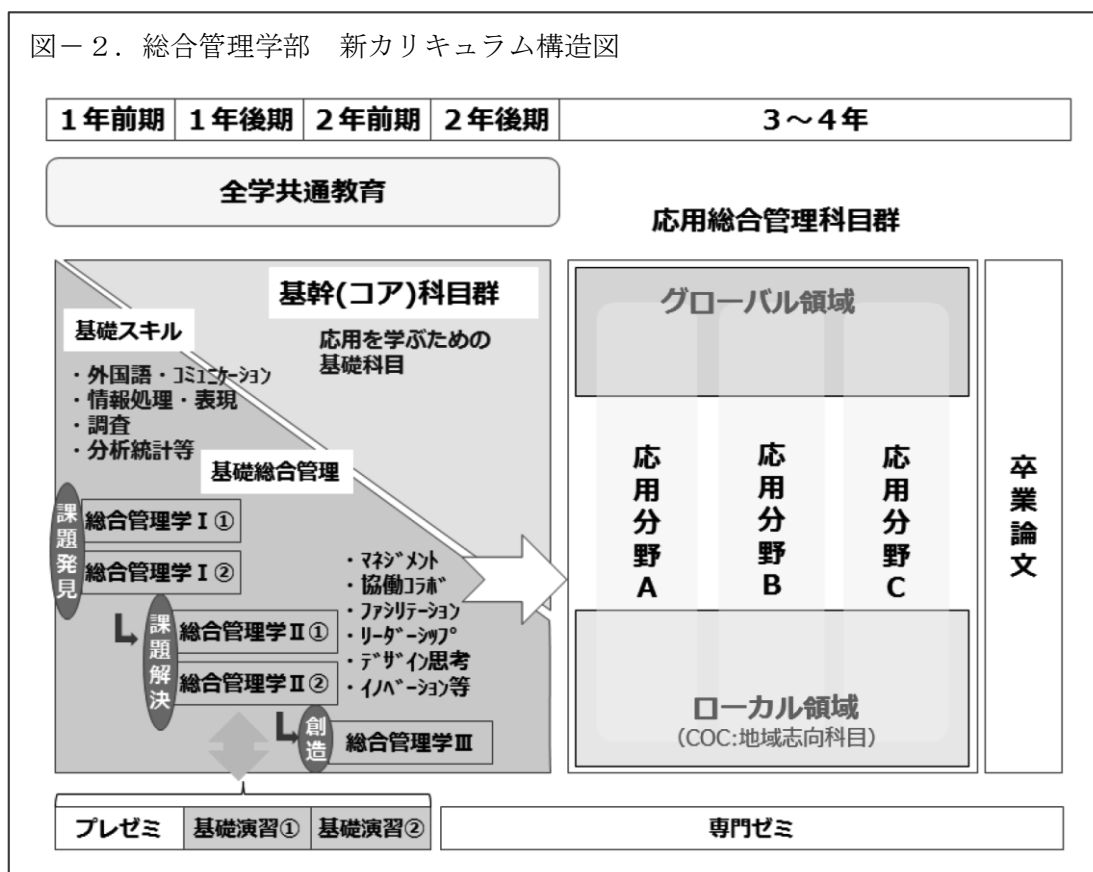 図－２．総合管理学部　新カリキュラム構造図
１年前期
１年後期
２年前期
２年後期
３～４年
全学共通教育
応用総合管理科目群
基幹(コア)科目群
応用を学ぶための
基礎科目
基礎スキル
・外国語・ｺﾐｭﾆｹｰｼｮﾝ
・情報処理・表現
・調査
・分析統計等
基礎総合管理
課題発見
総合管理学Ⅰ①
総合管理学Ⅰ②
課題解決
総合管理学Ⅱ①
総合管理学Ⅱ②
創造
総合管理学Ⅲ
・ﾏﾈｼﾞﾒﾝﾄ
・協働ｺﾗﾎﾞ
・ﾌｧｼﾘﾃｰｼｮﾝ
・ﾘｰﾀﾞｰｼｯﾌﾟ
・ﾃﾞｻﾞｲﾝ思考
・ｲﾉﾍﾞｰｼｮﾝ等
グローバル領域
応用分野A
応用分野B
応用分野C
ローカル領域
（COC:地域志向科目）
卒業論文
プレゼミ
基礎演習①
基礎演習②
専門ゼミ